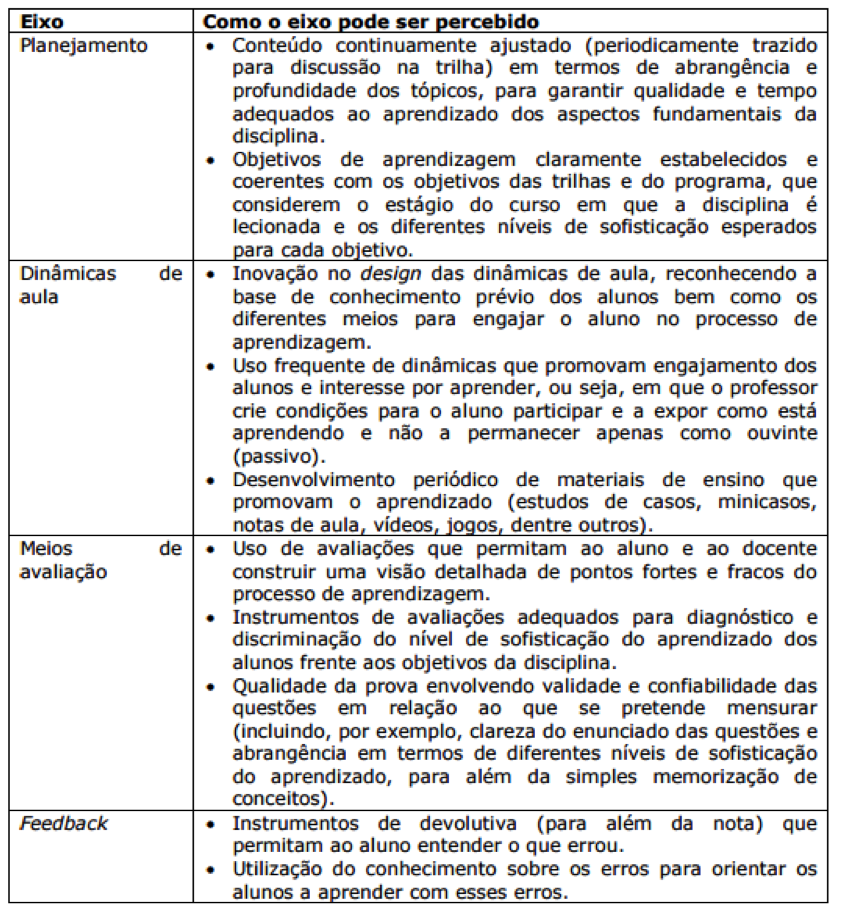 Eixo Como o eixo pode ser percebido
Planejamento • Conteúdo continuamente ajustado (periodicamente trazido
para discussão na trilha) em termos de abrangência e
profundidade dos tópicos, para garantir qualidade e tempo
adequados ao aprendizado dos aspectos fundamentais da
disciplina.
• Objetivos de aprendizagem claramente estabelecidos e
coerentes com os objetivos das trilhas e do programa, que
considerem o estágio do curso em que a disciplina é
lecionada e os diferentes níveis de sofisticação esperados
para cada objetivo.
Dinâmicas de
aula
• Inovação no design das dinâmicas de aula, reconhecendo a
base de conhecimento prévio dos alunos bem como os
diferentes meios para engajar o aluno no processo de
aprendizagem.
• Uso frequente de dinâmicas que promovam engajamento dos
alunos e interesse por aprender, ou seja, em que o professor
crie condições para o aluno participar e a expor como está
aprendendo e não a permanecer apenas como ouvinte
(passivo).
• Desenvolvimento periódico de materiais de ensino que
promovam o aprendizado (estudos de casos, minicasos,
notas de aula, vídeos, jogos, dentre outros).
Meios de
avaliação
• Uso de avaliações que permitam ao aluno e ao docente
construir uma visão detalhada de pontos fortes e fracos do
processo de aprendizagem.
• Instrumentos de avaliações adequados para diagnóstico e
discriminação do nível de sofisticação do aprendizado dos
alunos frente aos objetivos da disciplina.
• Qualidade da prova envolvendo validade e confiabilidade das
questões em relação ao que se pretende mensurar
(incluindo, por exemplo, clareza do enunciado das questões e
abrangência em termos de diferentes níveis de sofisticação
do aprendizado, para além da simples memorização de
conceitos).
Feedback • Instrumentos de devolutiva (para além da nota) que
permitam ao aluno entender o que errou.
• Utilização do conhecimento sobre os erros para orientar os
alunos a aprender com esses erros.